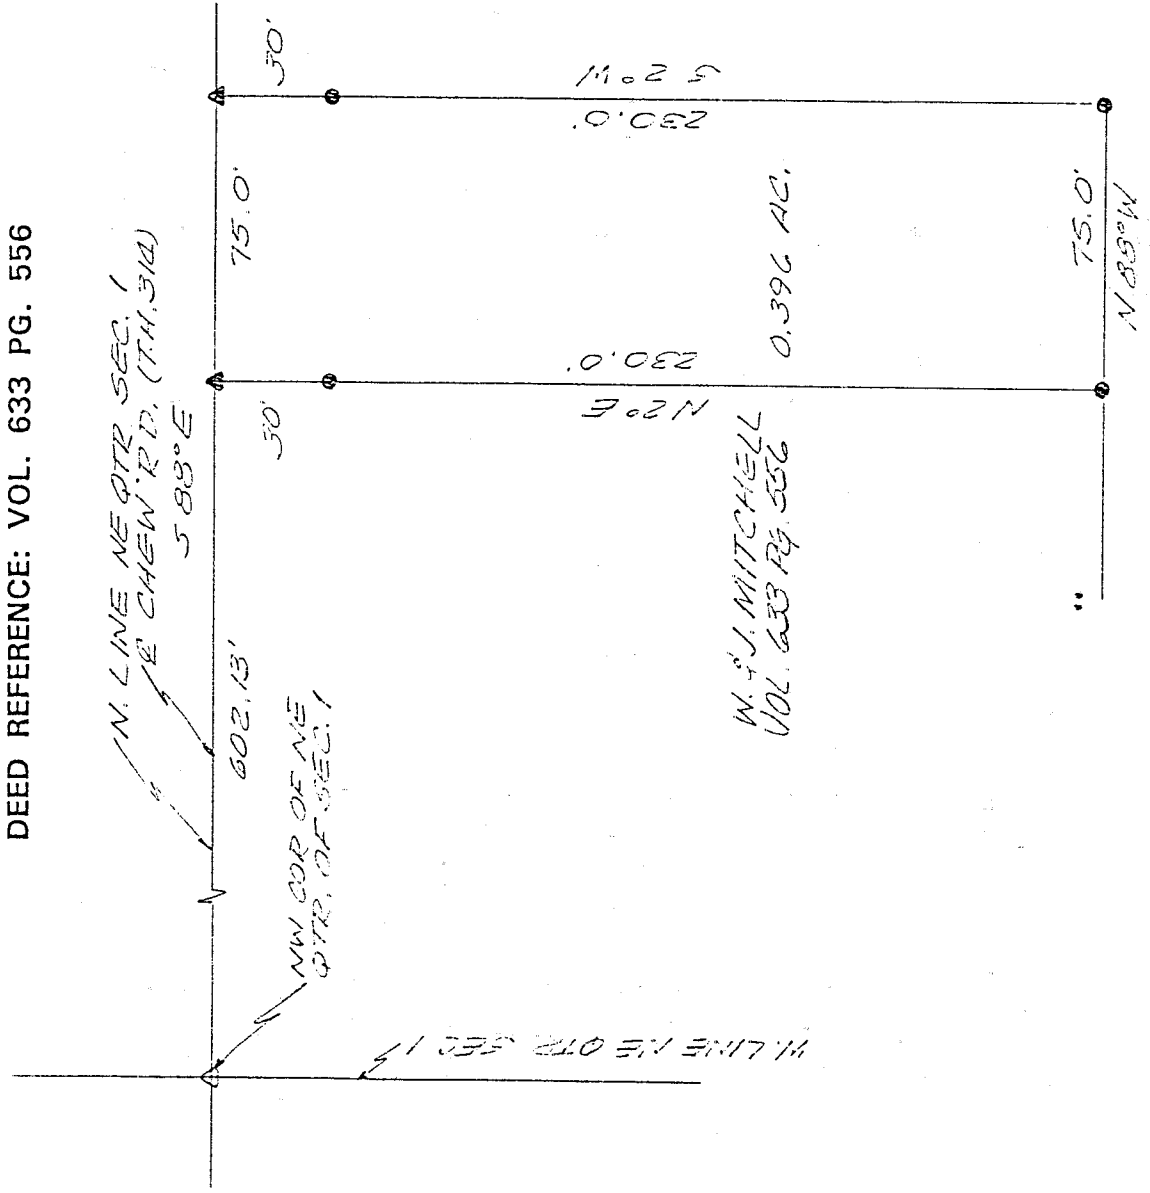 DEED REFERENCE: VOL. 633 PG. 556
N. LINE NE QTR SEC. 1
℄ CHEW RD. (T.H. 314)
S 88°E
602.13'
75.0'
30'
30'
NW COR OF NE
QTR. OF SEC. 1
W. LINE NE QTR SEC 1
N 2° E
230.0'
S 2° W
230.0'
0.396 AC.
W. & J. MITCHELL
VOL. 633 PG. 556
75.0'
N 88° W